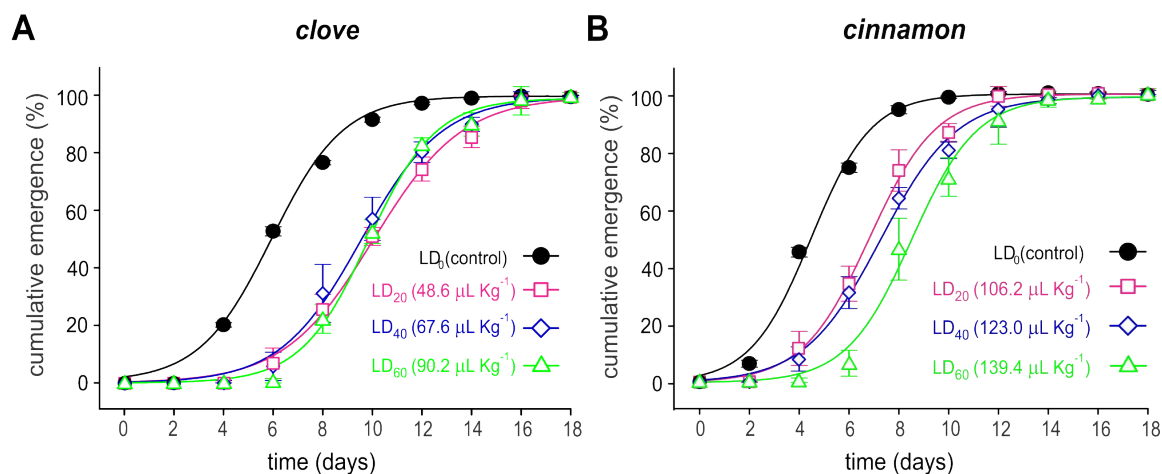 A
clove
cumulative emergence (%)
100
80
60
40
20
0
LD0(control)
LD20 (48.6 µL Kg-1)
LD40 (67.6 µL Kg-1)
LD60 (90.2 µL Kg-1)
0 2 4 6 8 10 12 14 16 18
time (days)
B
cinnamon
cumulative emergence (%)
100
80
60
40
20
0
LD0(control)
LD20 (106.2 µL Kg-1)
LD40 (123.0 µL Kg-1)
LD60 (139.4 µL Kg-1)
0 2 4 6 8 10 12 14 16 18
time (days)